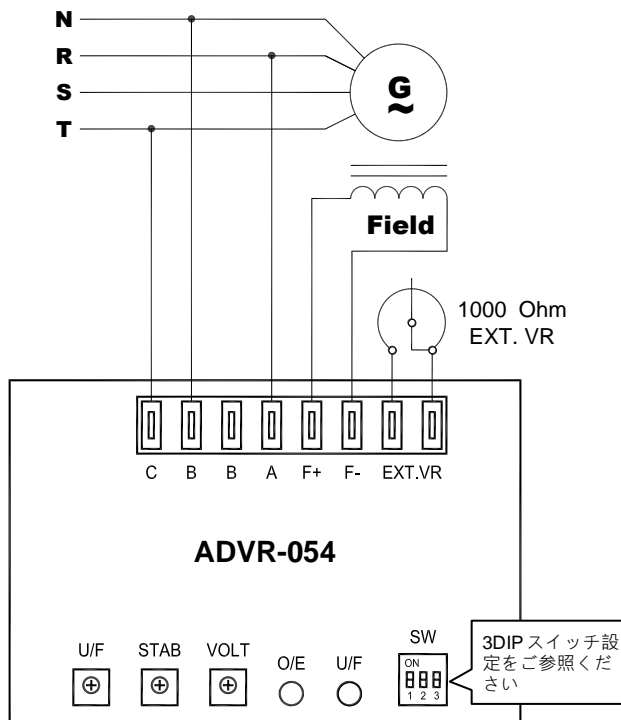 N
R
S
T
G
~
Field
1000 Ohm
EXT. VR
C B B A F+ F- EXT.VR
ADVR-054
U/F STAB VOLT O/E U/F SW
ON
1 2 3
3DIPスイッチ設
定をご参照くだ
さい